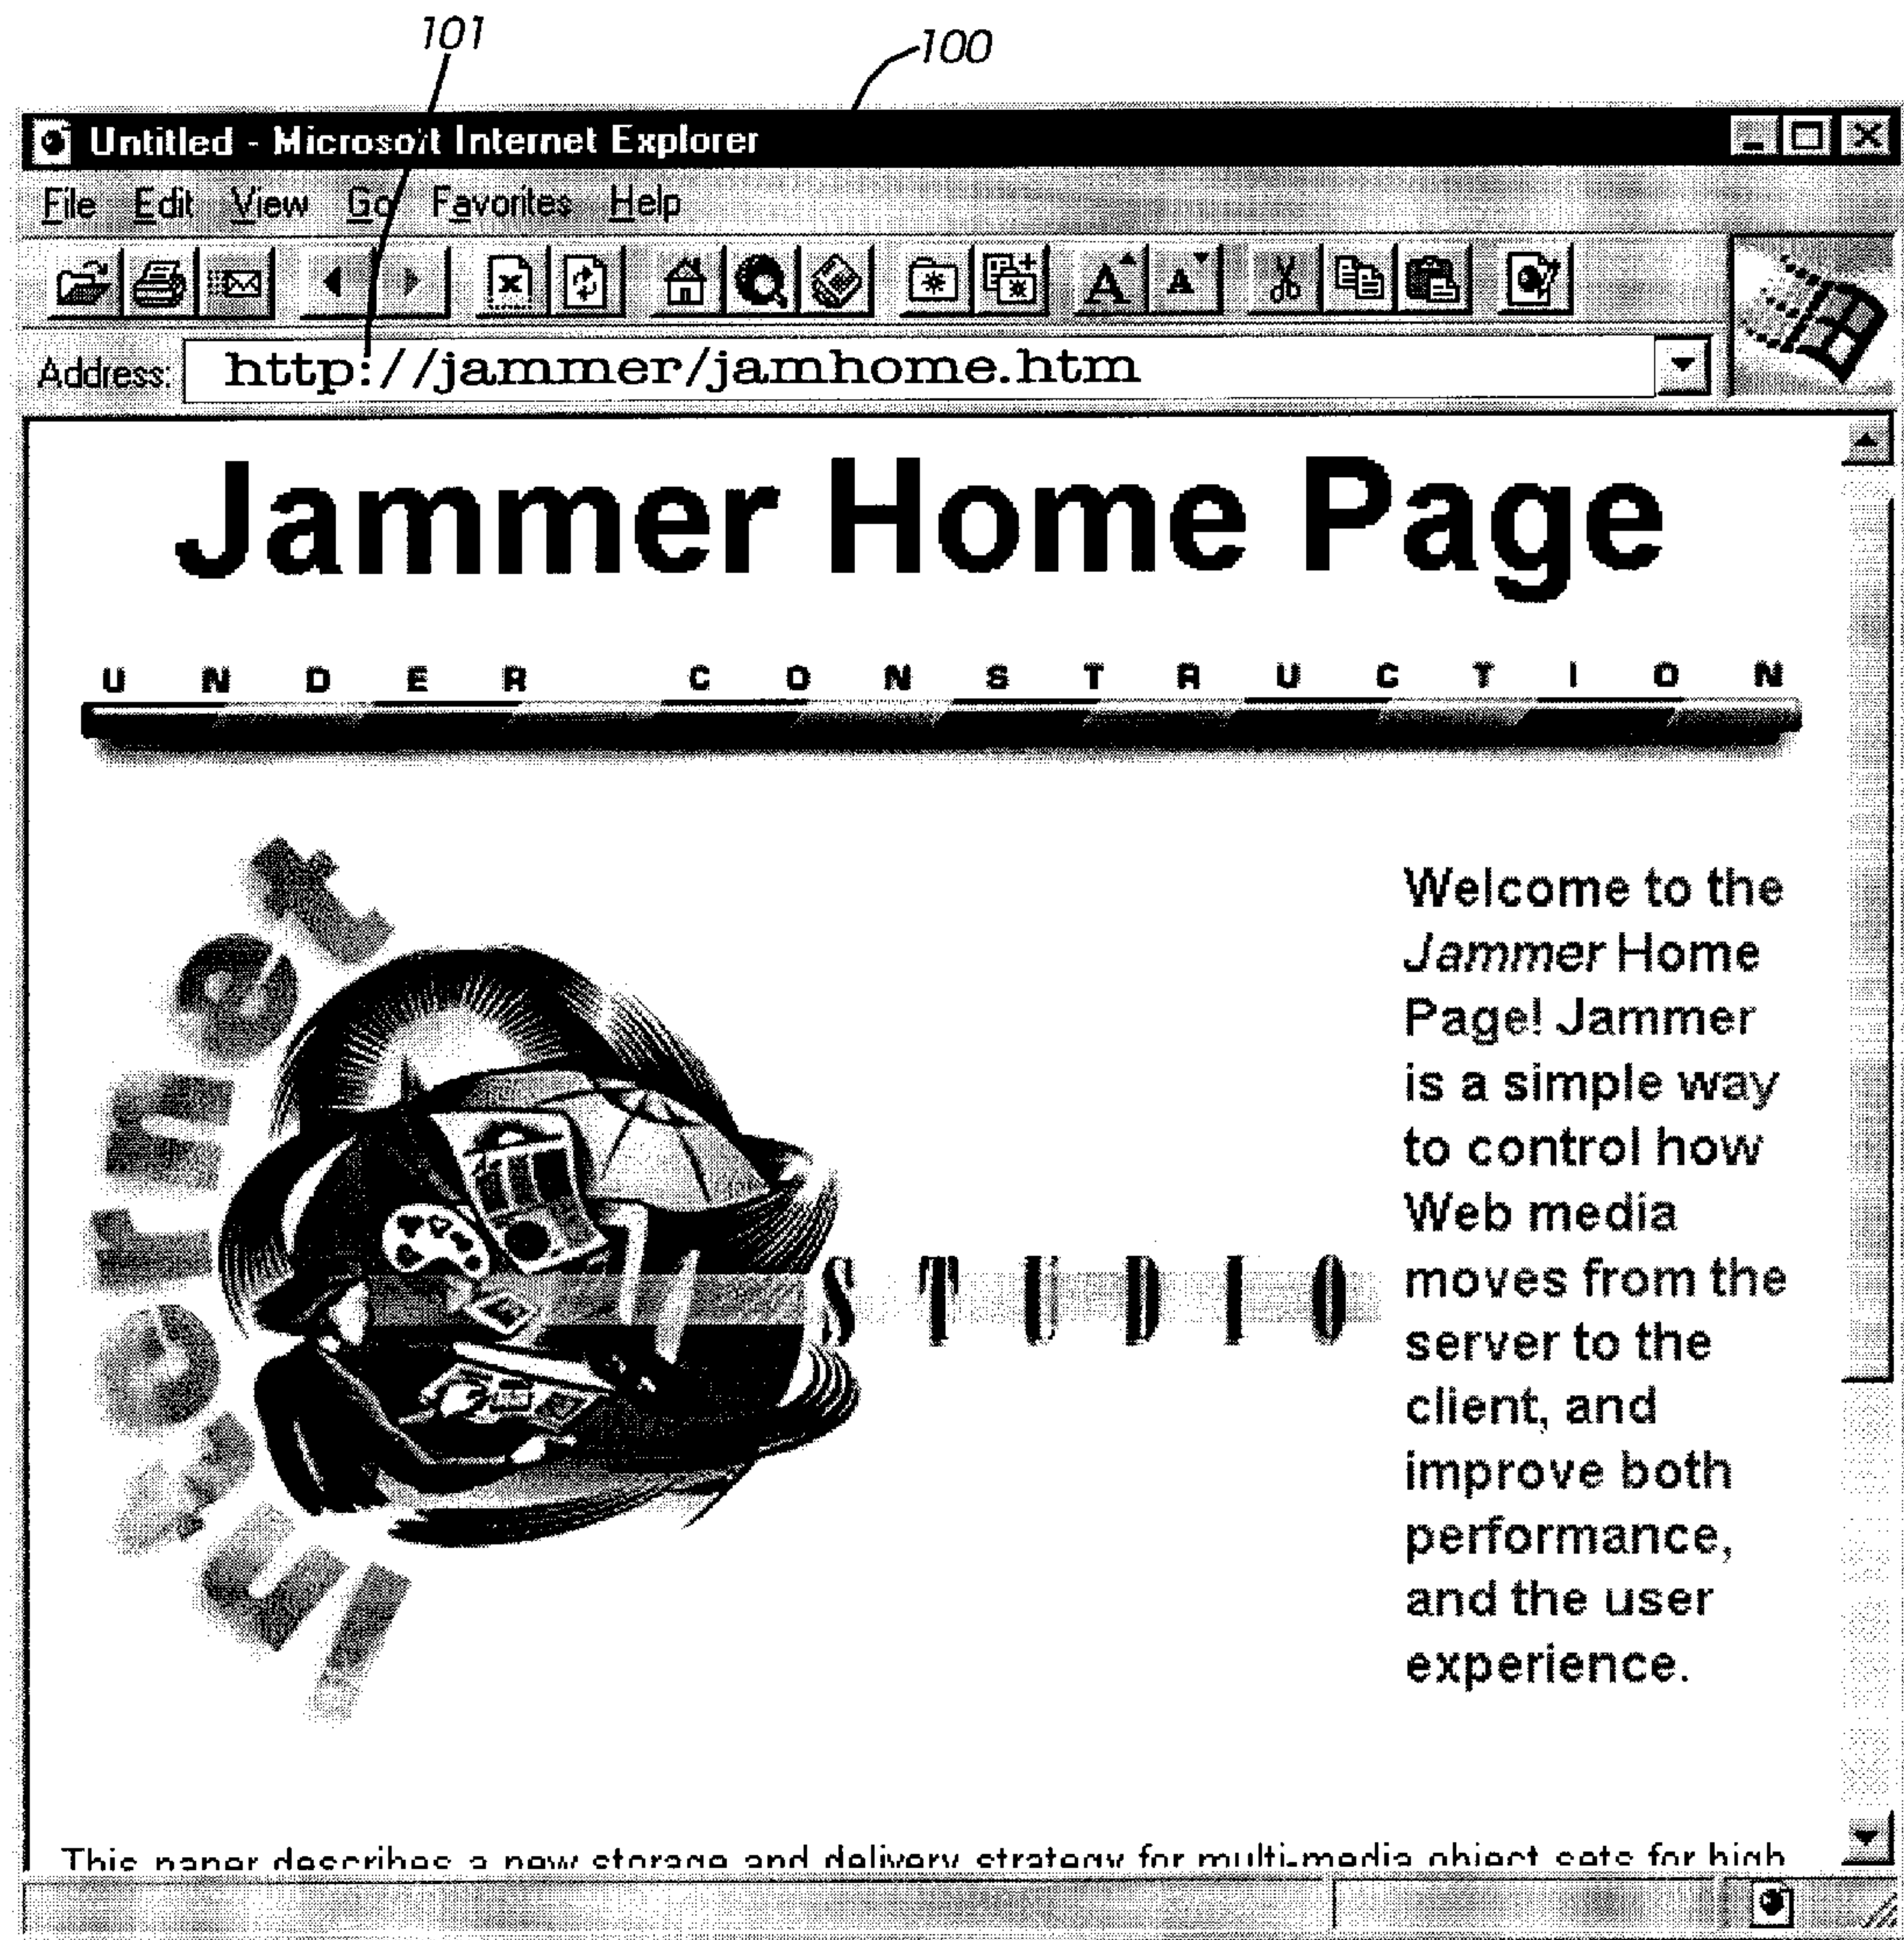 101
100
Untitled - Microsoft Internet Explorer
File Edit View Go Favorites Help
Address: http://jammer/jamhome.htm
Jammer Home Page
UNDER CONSTRUCTION
Internet
STUDIO
Welcome to the
Jammer Home
Page! Jammer
is a simple way
to control how
Web media
moves from the
server to the
client, and
improve both
performance,
and the user
experience.
This paper describes a new storage and delivery strategy for multi-media object sets for high